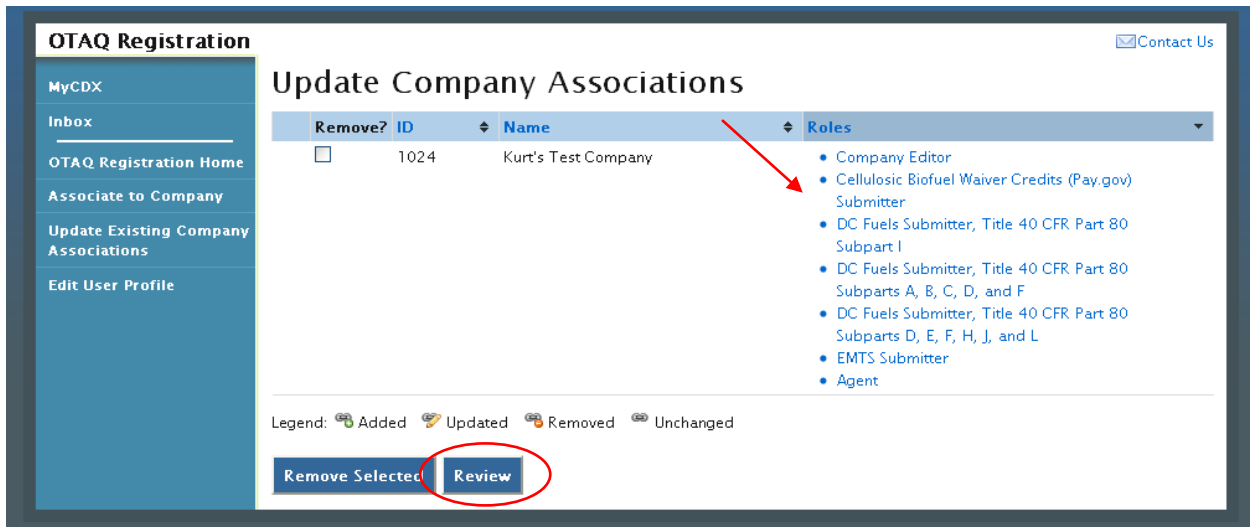 OTAQ Registration
Contact Us
MyCDX
Inbox
OTAQ Registration Home
Associate to Company
Update Existing Company
Associations
Edit User Profile
Update Company Associations
Remove? ID Name Roles
1024 Kurt's Test Company
• Company Editor
• Cellulosic Biofuel Waiver Credits (Pay.gov)
Submitter
• DC Fuels Submitter, Title 40 CFR Part 80
Subpart I
• DC Fuels Submitter, Title 40 CFR Part 80
Subparts A, B, C, D, and F
• DC Fuels Submitter, Title 40 CFR Part 80
Subparts D, E, F, H, J, and L
• EMTS Submitter
• Agent
Legend: Added Updated Removed Unchanged
Remove Selected Review